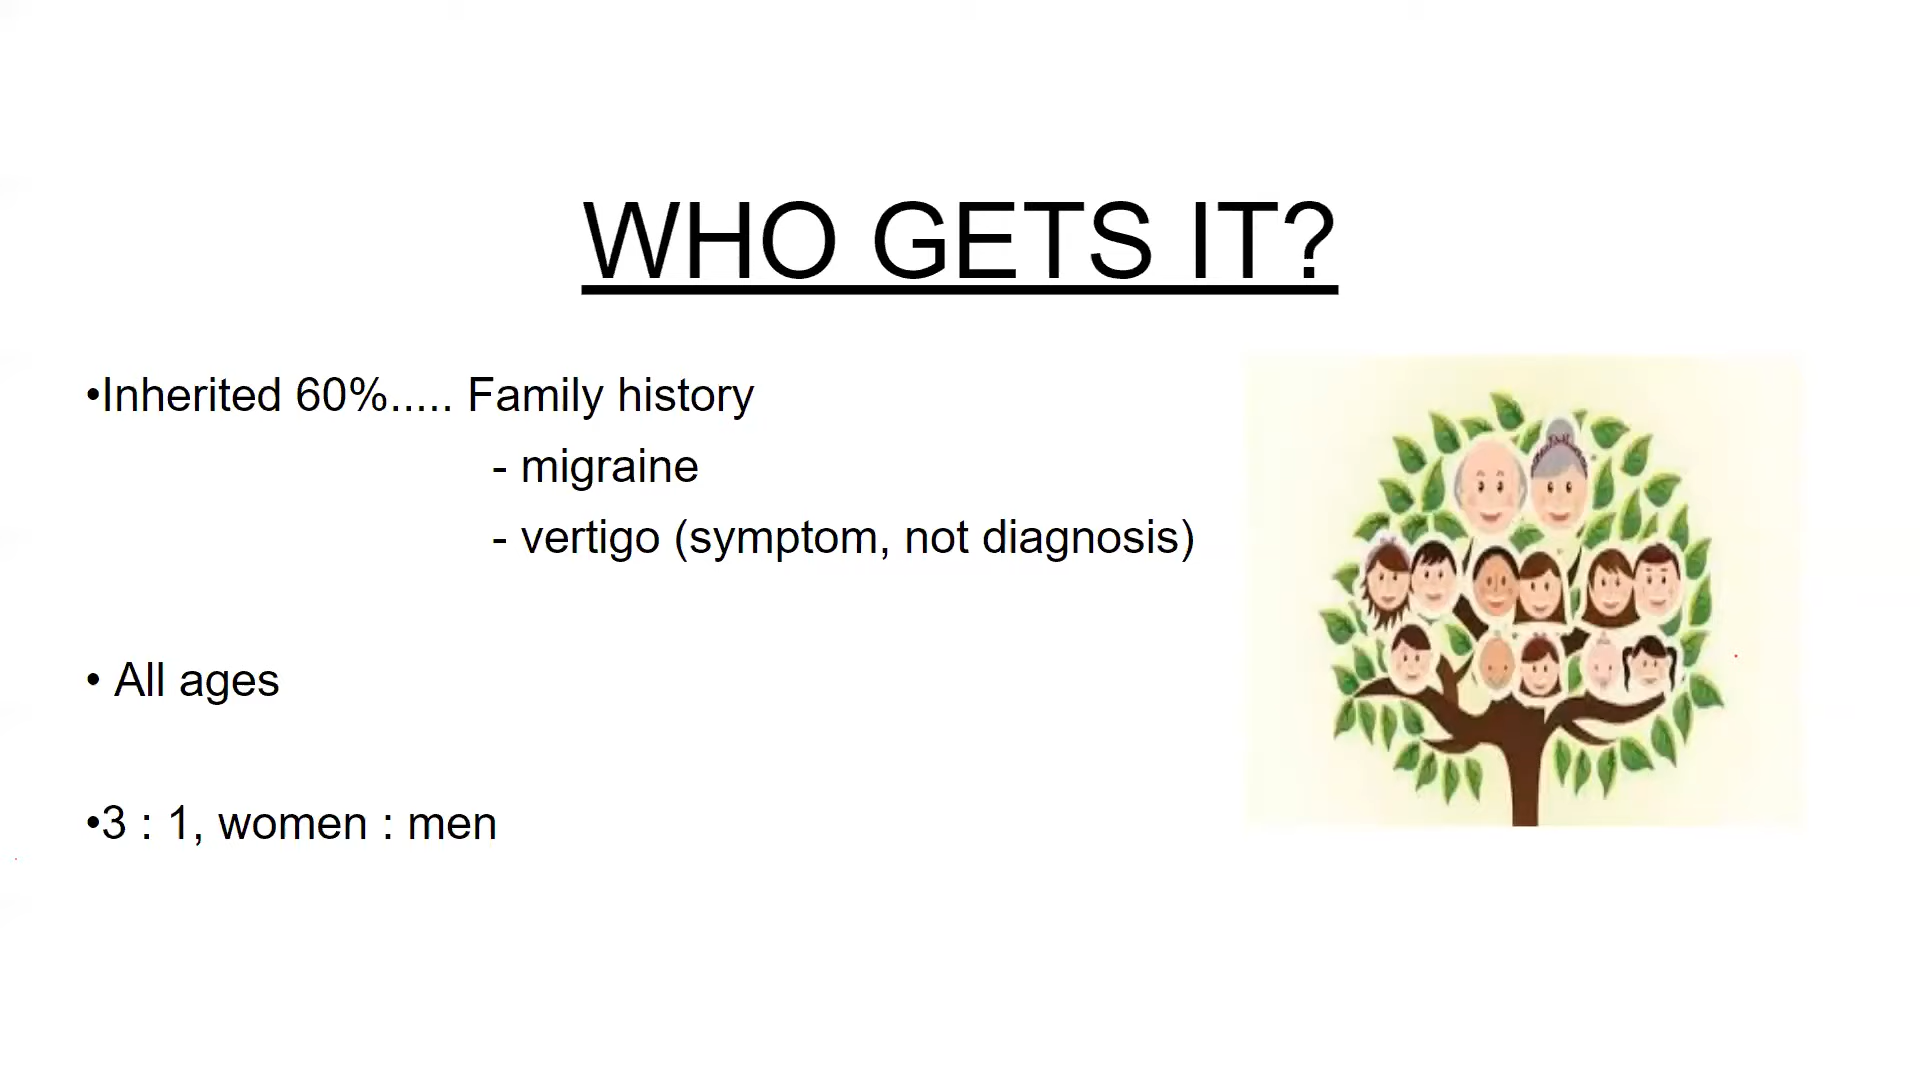 WHO GETS IT?
•Inherited 60%..... Family history
- migraine
- vertigo (symptom, not diagnosis)
• All ages
•3 : 1, women : men